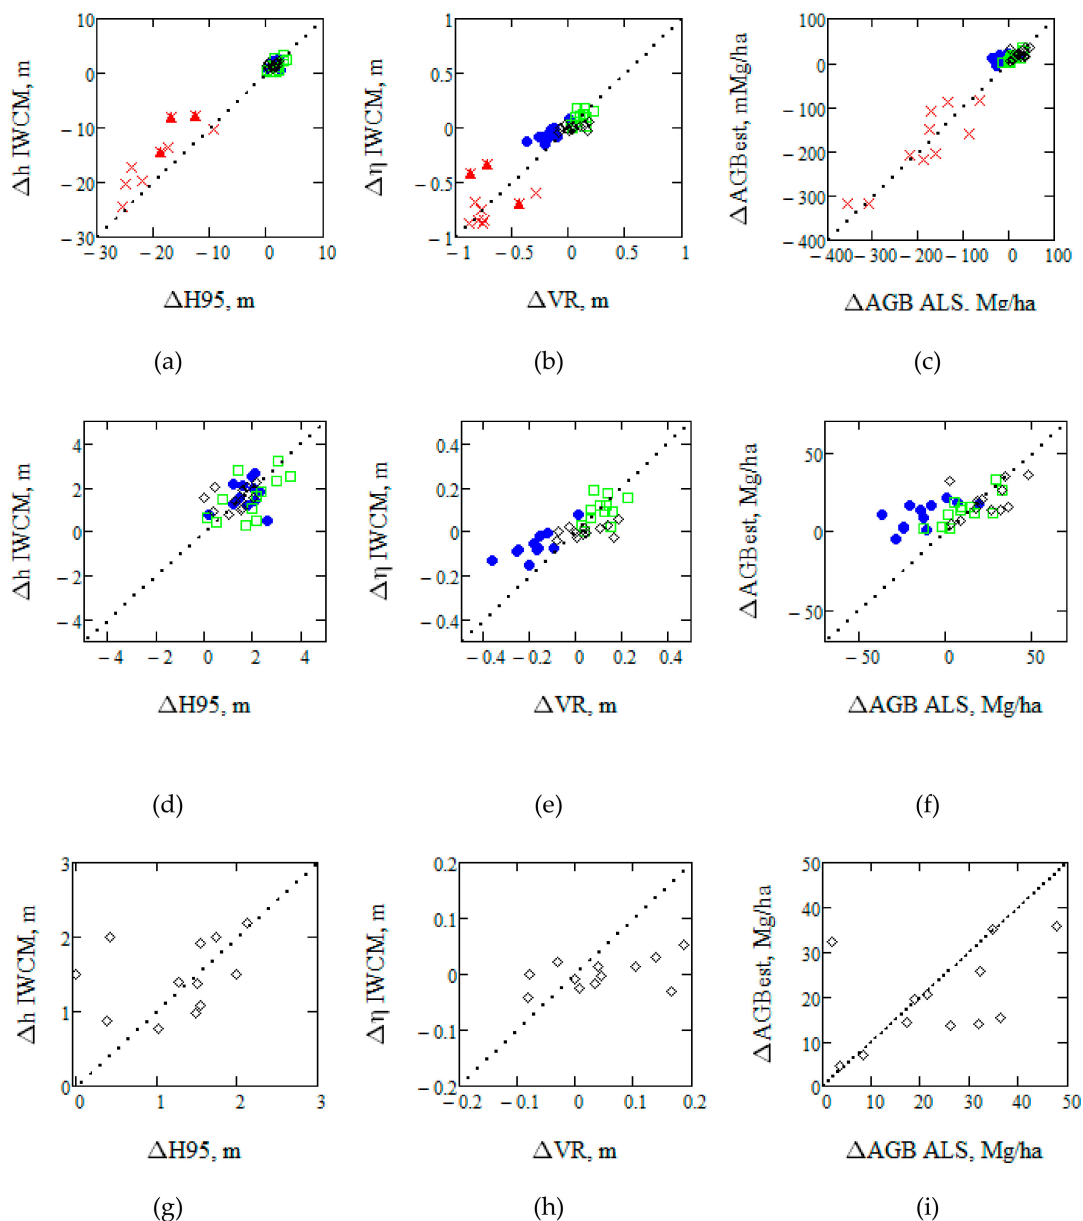 10
0
−10
−20
−30
−30 −20 −10 0 10
Δh IWCM, m
ΔH95, m
(a)
1
0.5
0
−0.5
−1
−1 −0.5 0 0.5 1
Δη IWCM, m
ΔVR, m
(b)
100
0
−100
−200
−300
−400
−400 −300 −200 −100 0 100
ΔAGBest, mMg/ha
ΔAGB ALS, Mg/ha
(c)
4
2
0
−2
−4
−4 −2 0 2 4
Δh IWCM, m
ΔH95, m
(d)
0.4
0.2
0
−0.2
−0.4
−0.4 −0.2 0 0.2 0.4
Δη IWCM, m
ΔVR, m
(e)
50
0
−50
−50 0 50
ΔAGBest, Mg/ha
ΔAGB ALS, Mg/ha
(f)
3
2
1
0
0 1 2 3
Δh IWCM, m
ΔH95, m
(g)
0.2
0.1
0
−0.1
−0.2
−0.2 −0.1 0 0.1 0.2
Δη IWCM, m
ΔVR, m
(h)
50
40
30
20
10
0
0 10 20 30 40 50
ΔAGBest, Mg/ha
ΔAGB ALS, Mg/ha
(i)